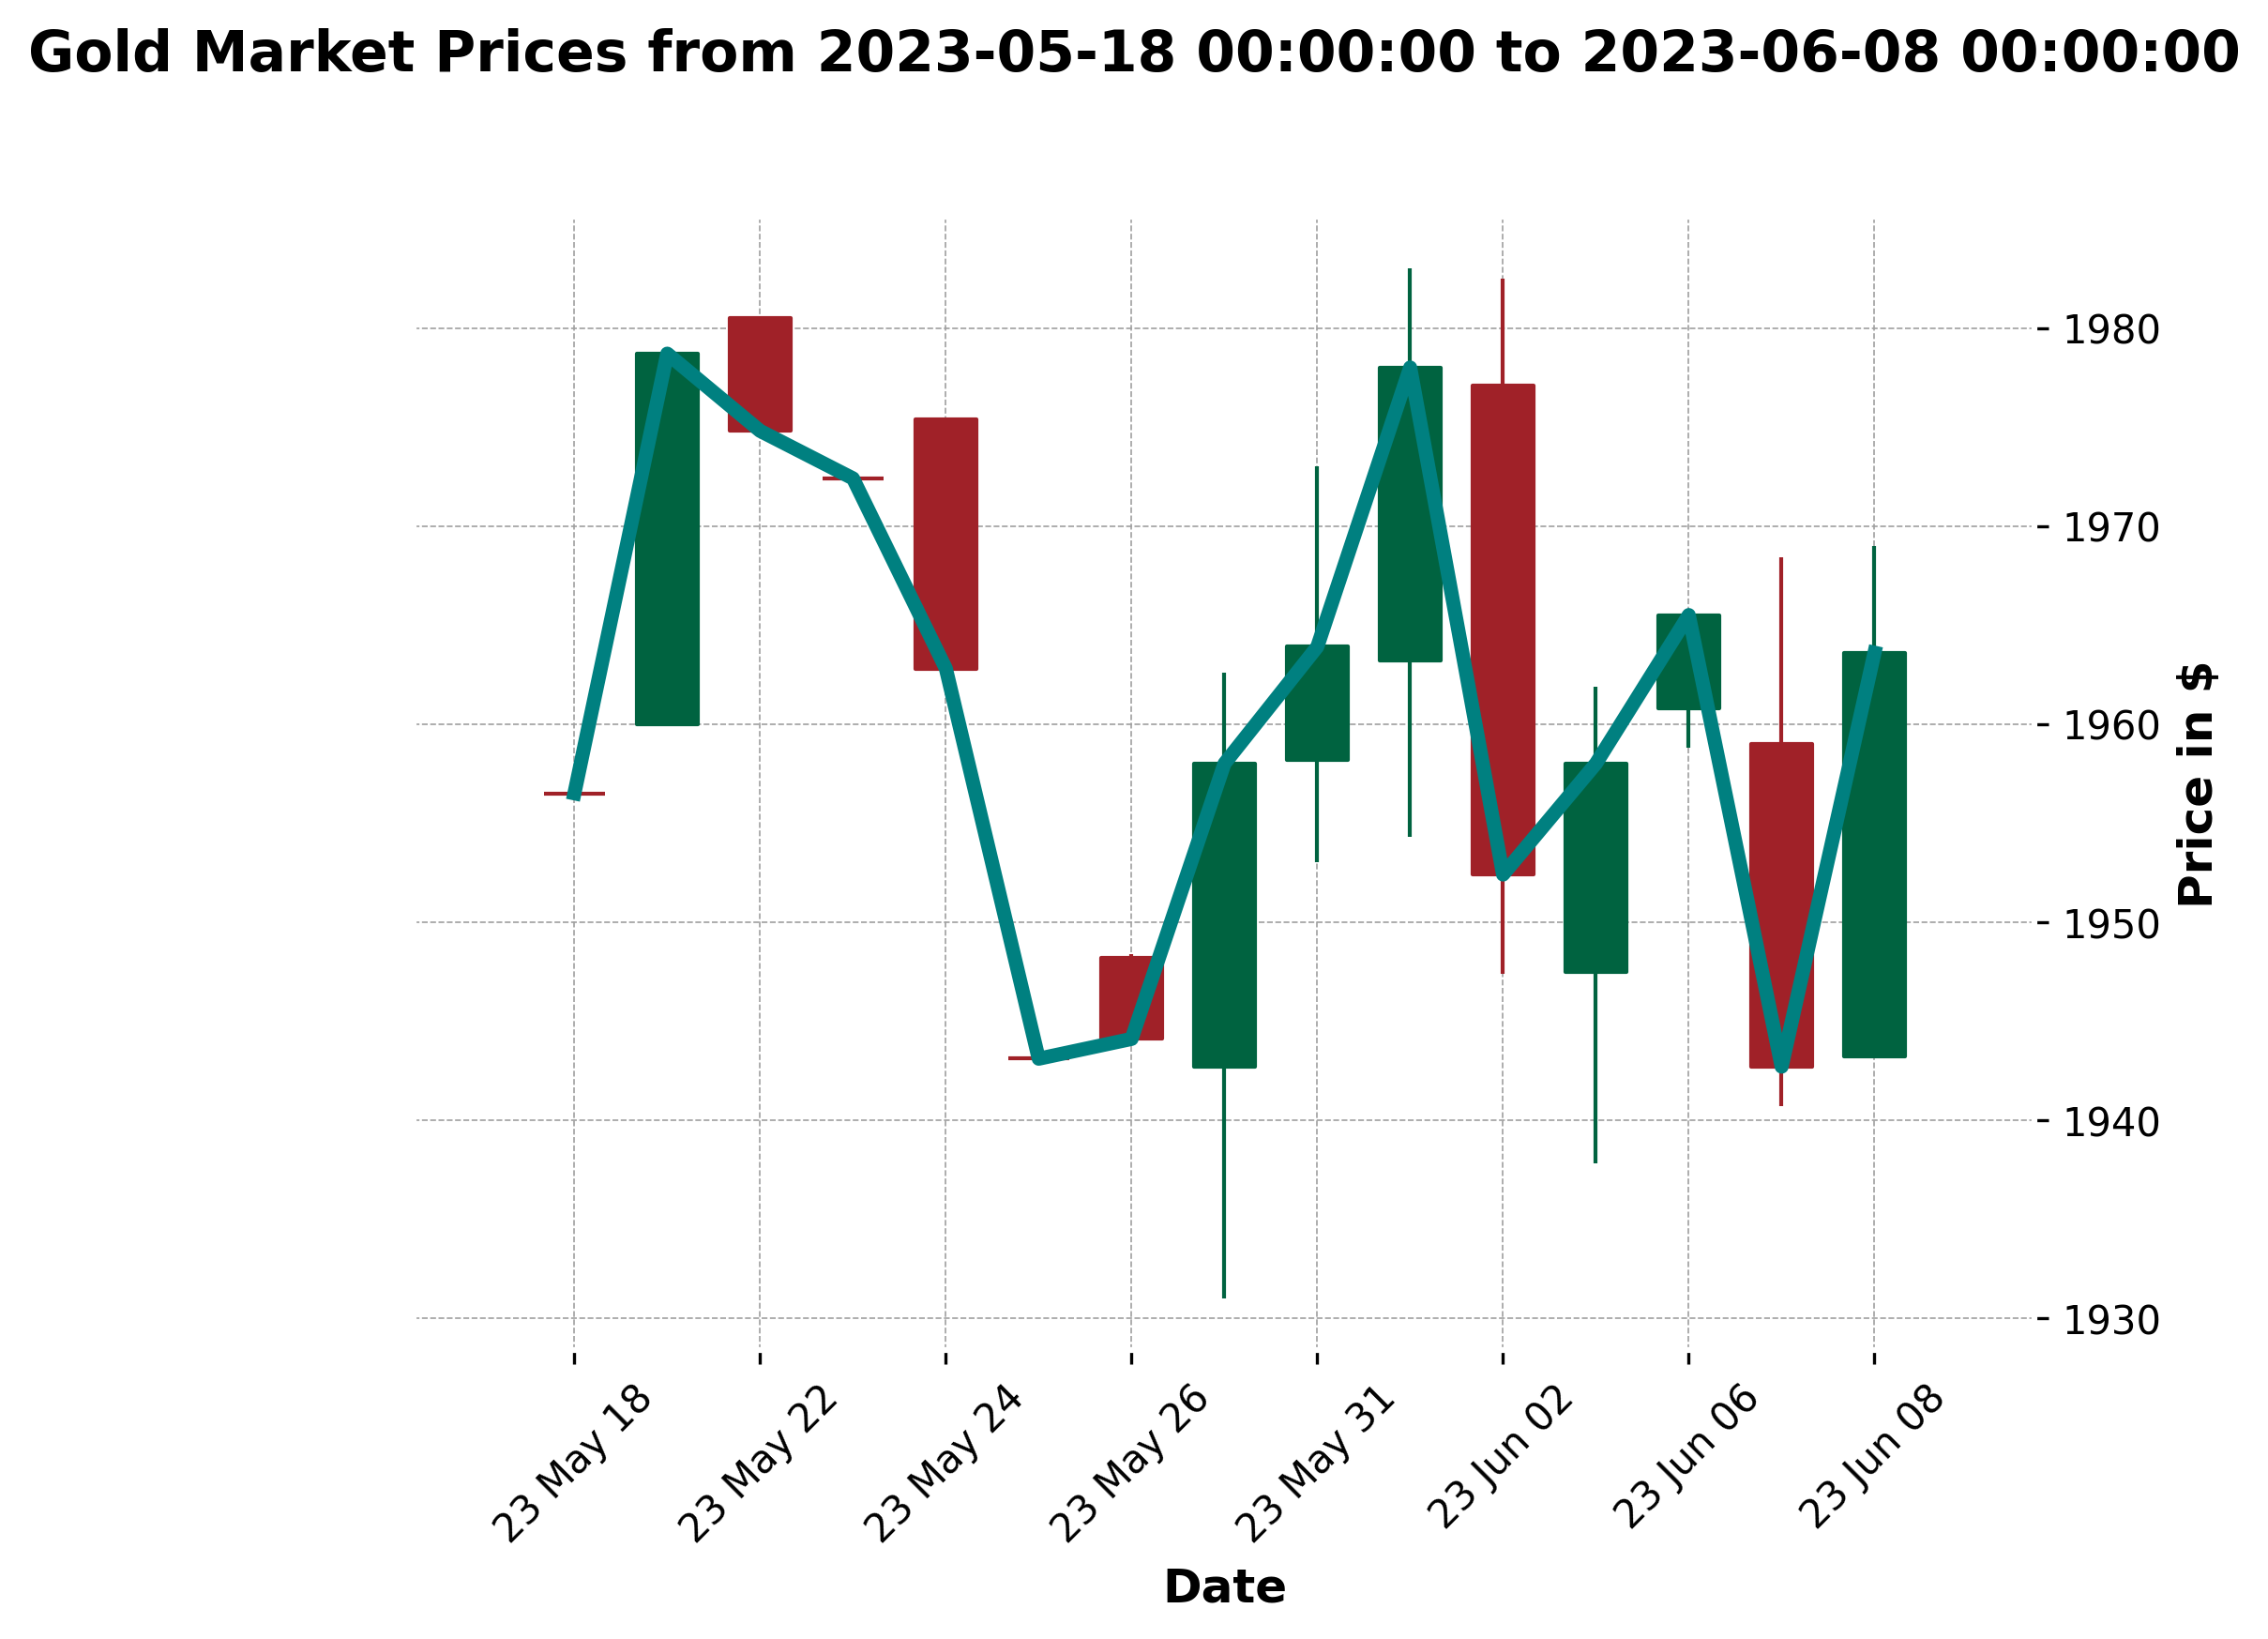 Gold Market Prices from 2023-05-18 00:00:00 to 2023-06-08 00:00:00
1980
1970
1960
1950
1940
1930
Price in $
23 May 18
23 May 22
23 May 24
23 May 26
23 May 31
23 Jun 02
23 Jun 06
23 Jun 08
Date